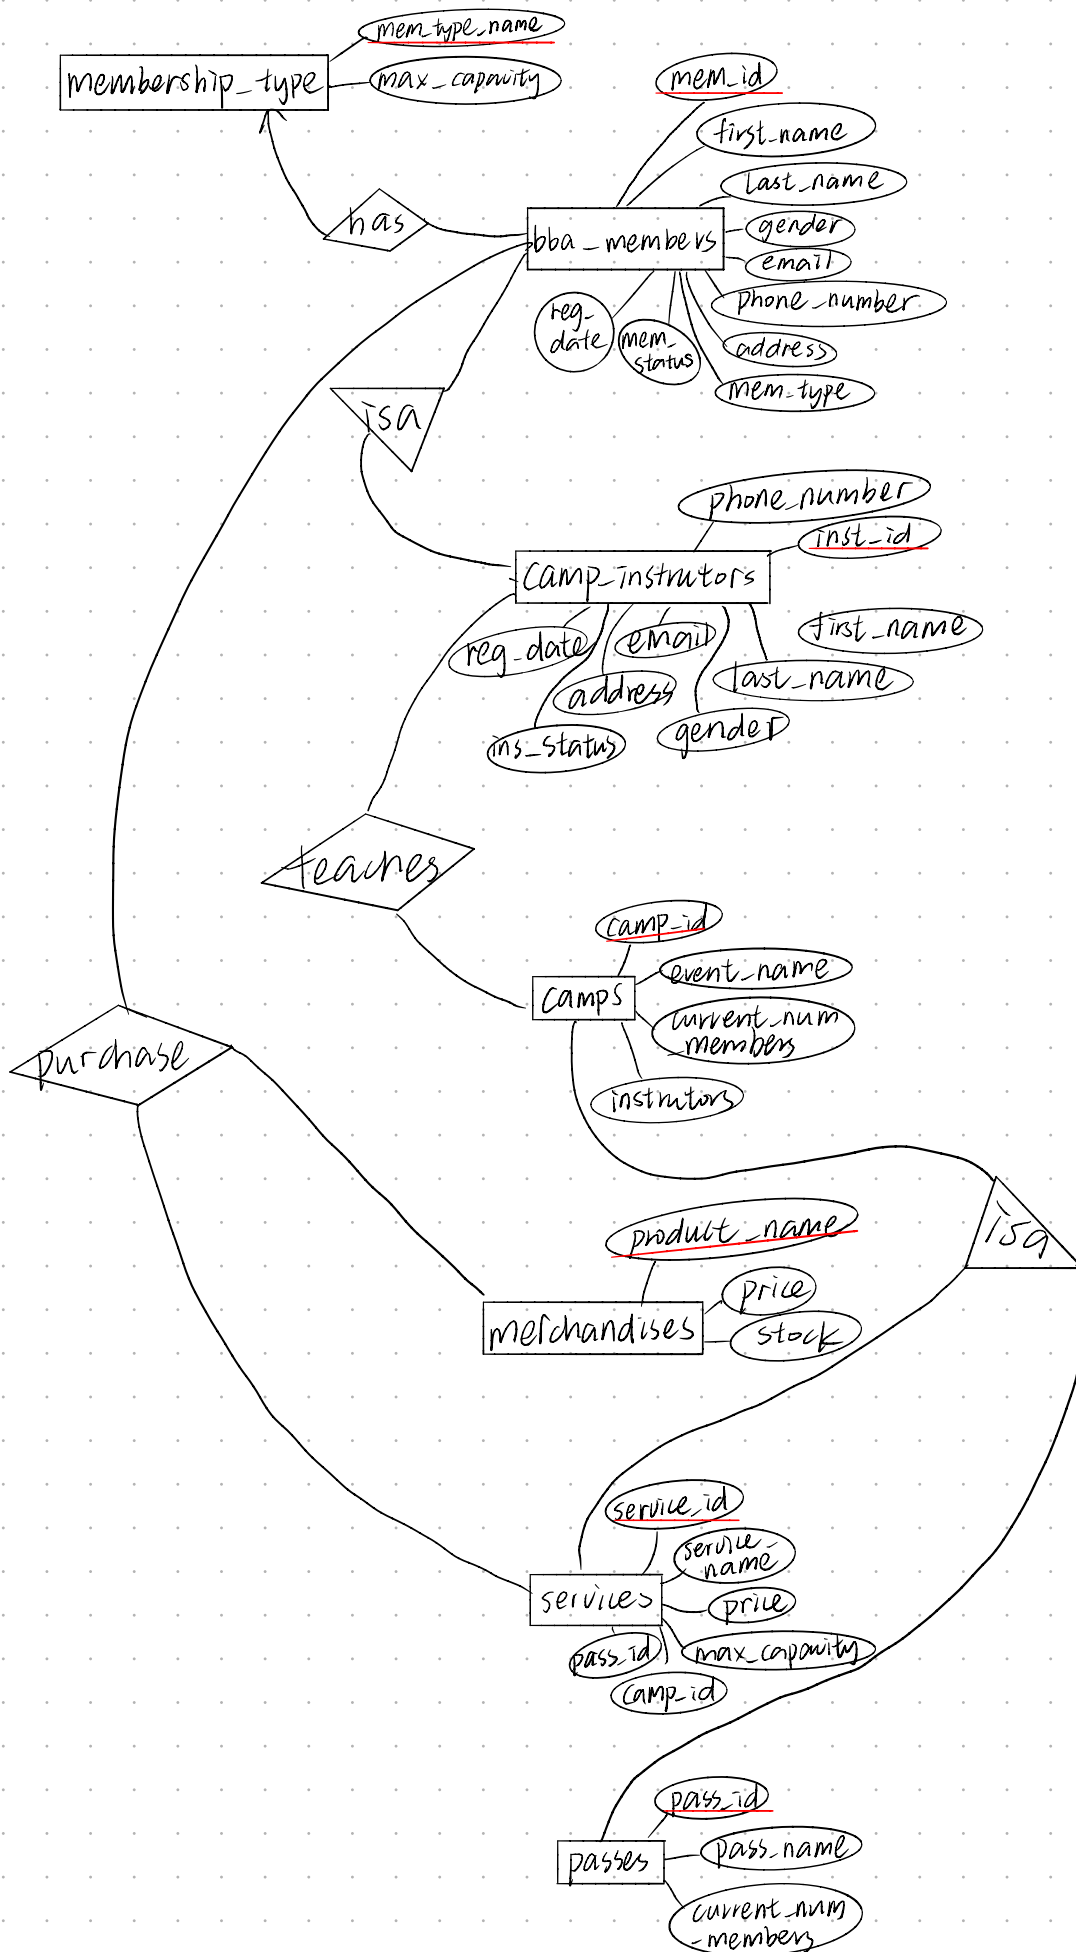 mem_type_name
membership_type
max_capacity
mem_id
first_name
last_name
has
bba_members
gender
email
phone_number
reg_
date
mem_
status
address
mem_type
isa
phone_number
inst_id
camp_instrutors
first_name
reg_date
email
last_name
address
ins_status
gender
teaches
camp_id
event_name
camps
current_num
_members
purchase
instrutors
product_name
isa
price
merchandises
stock
service_id
service_
name
services
price
pass_id
max_capacity
camp_id
pass_id
pass_name
passes
current_num
_members